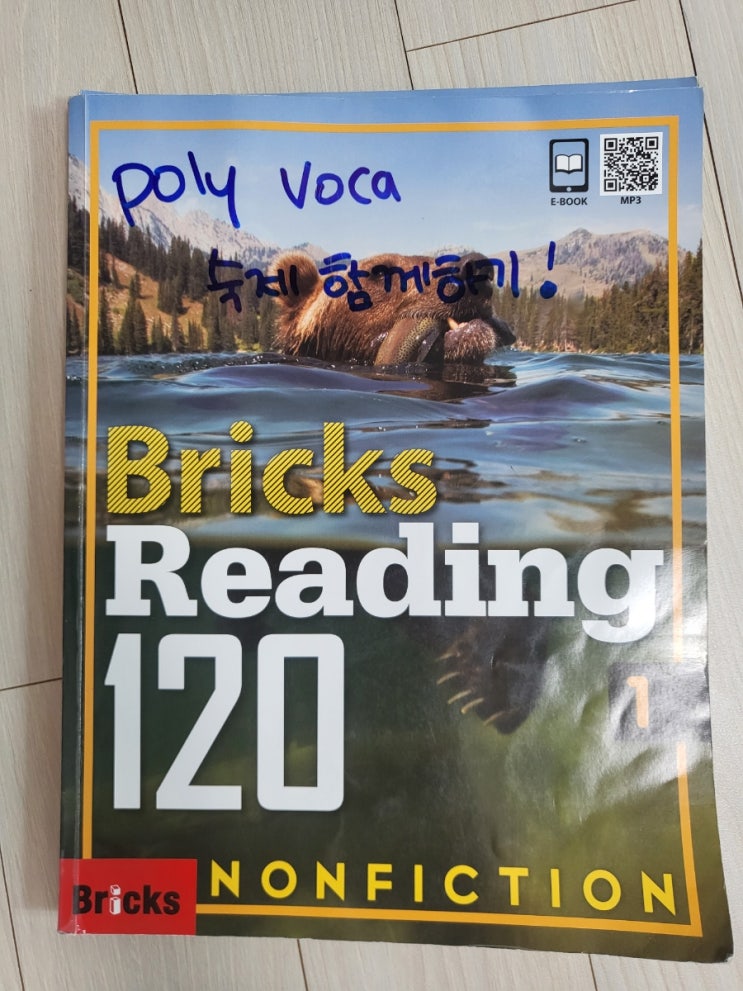 poly voca
숙제 함께하기!
E-BOOK
MP3
Bricks
Reading
120
1
Bricks
NONFICTION